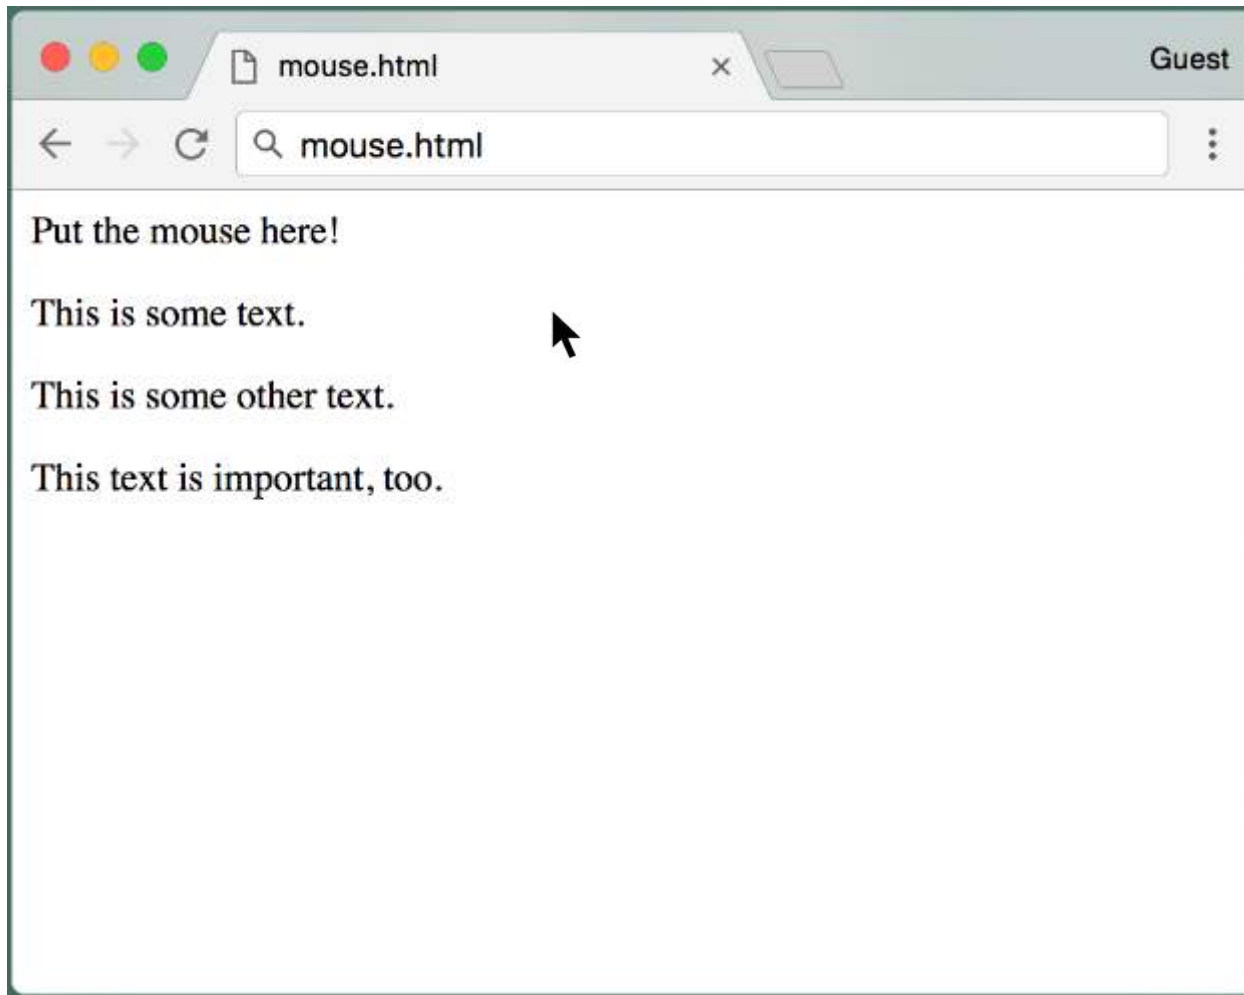 mouse.html
Guest
mouse.html
Put the mouse here!
This is some text.
This is some other text.
This text is important, too.